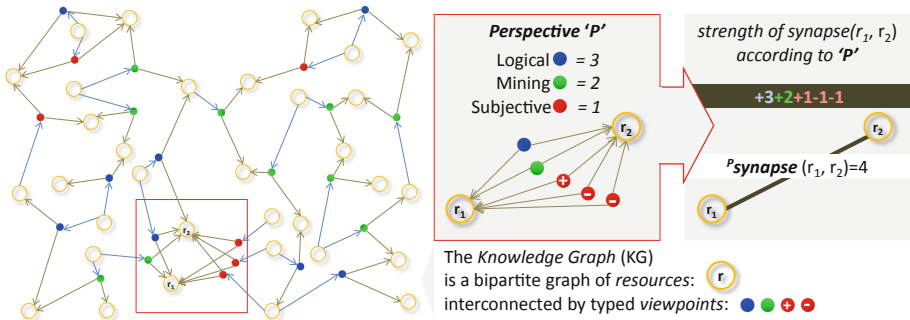 r₂
r₁
Perspective 'P'
Logical = 3
Mining = 2
Subjective = 1
r₂
+
-
-
r₁
strength of synapse(r₁, r₂)
according to 'P'
+3+2+1-1-1
r₂
ᴾsynapse (r₁, r₂)=4
r₁
The Knowledge Graph (KG)
is a bipartite graph of resources: r
interconnected by typed viewpoints: + -